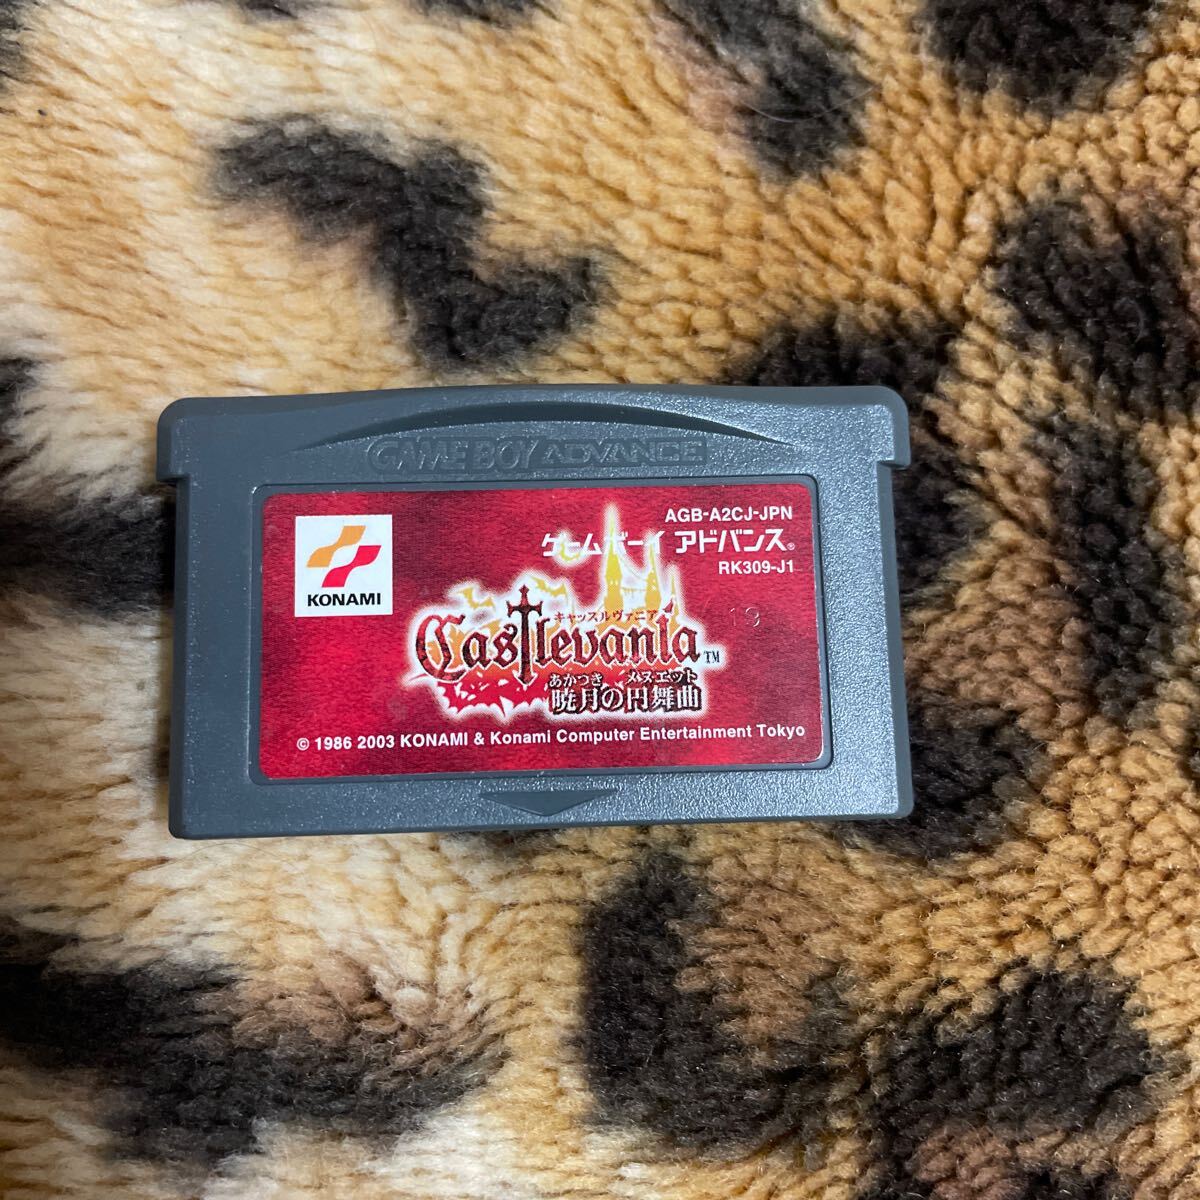 GAME BOY ADVANCE
AGB-A2CJ-JPN
ゲームボーイ アドバンス®
RK309-J1
KONAMI
19
キャッスルヴァニア
Castlevania™
あかつき メヌエット
暁月の円舞曲
© 1986 2003 KONAMI & Konami Computer Entertainment Tokyo